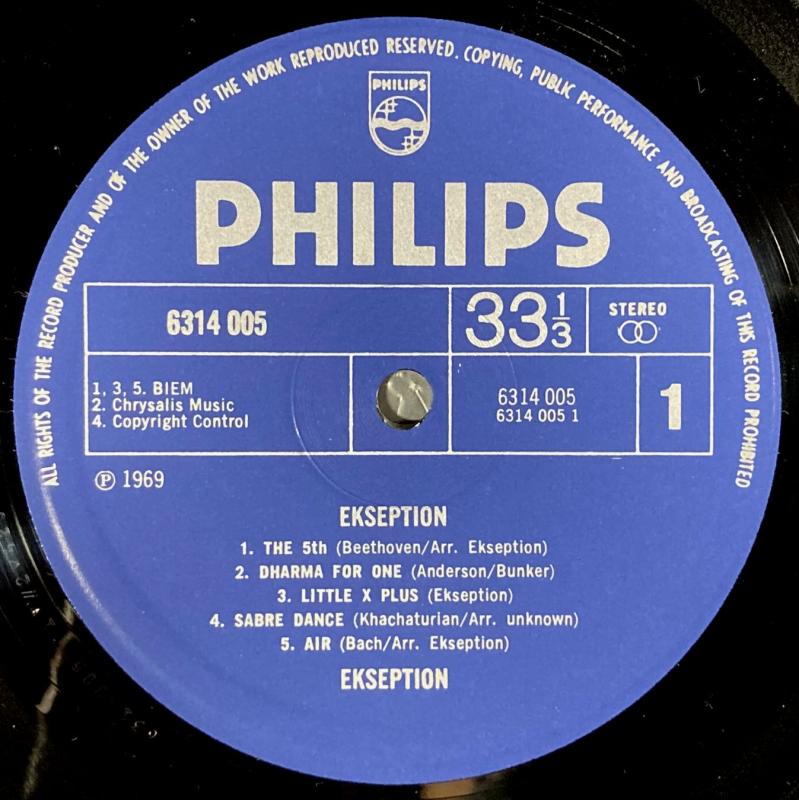 ALL RIGHTS OF THE RECORD PRODUCER AND OF THE OWNER OF THE WORK REPRODUCED RESERVED. COPYING, PUBLIC PERFORMANCE AND BROADCASTING OF THIS RECORD PROHIBITED
PHILIPS
PHILIPS
6314 005
33 1/3
STEREO
1, 3, 5. BIEM
2. Chrysalis Music
4. Copyright Control
6314 005
6314 005 1
1
Ⓟ 1969
EKSEPTION
1. THE 5th (Beethoven/Arr. Ekseption)
2. DHARMA FOR ONE (Anderson/Bunker)
3. LITTLE X PLUS (Ekseption)
4. SABRE DANCE (Khachaturian/Arr. unknown)
5. AIR (Bach/Arr. Ekseption)
EKSEPTION